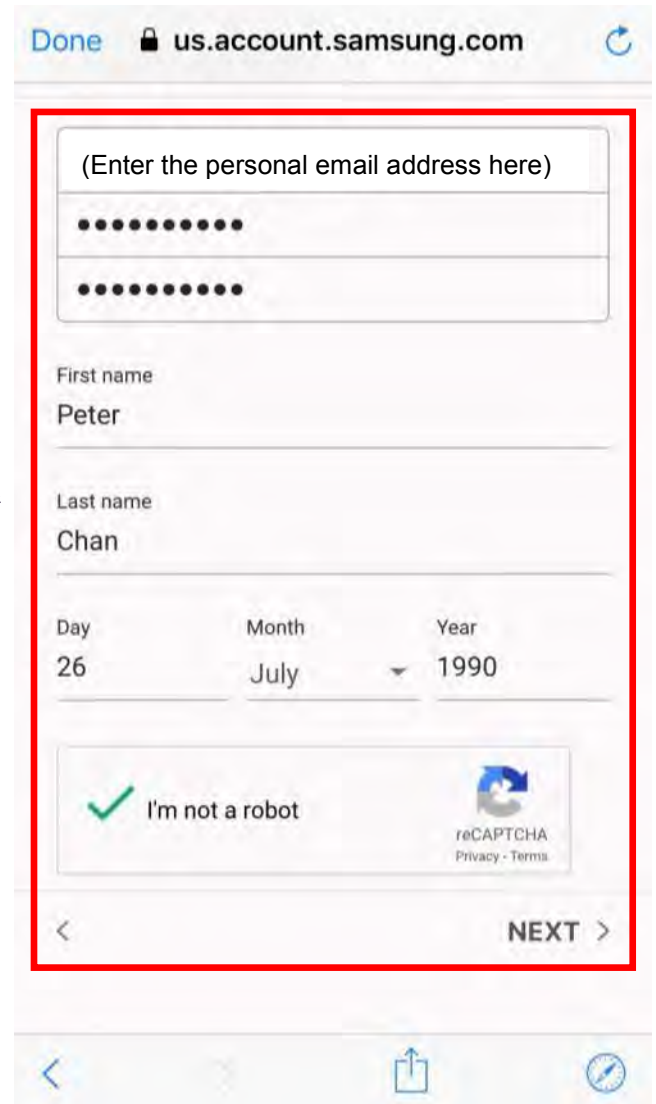 Done us.account.samsung.com
(Enter the personal email address here)
••••••••••
••••••••••
First name
Peter
Last name
Chan
Day Month Year
26 July 1990
I'm not a robot
reCAPTCHA
Privacy - Terms
< NEXT >